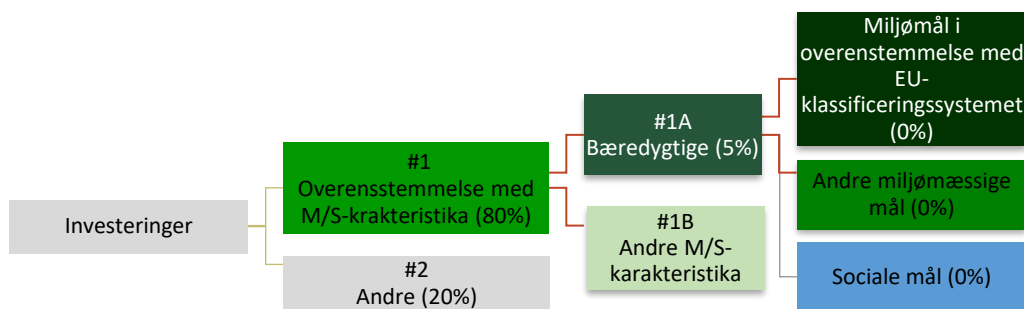 Investeringer
#1
Overensstemmelse med
M/S-krakteristika (80%)
#2
Andre (20%)
#1A
Bæredygtige (5%)
#1B
Andre M/S-
karakteristika
Miljømål i
overenstemmelse med
EU-
klassificeringssystemet
(0%)
Andre miljømæssige
mål (0%)
Sociale mål (0%)